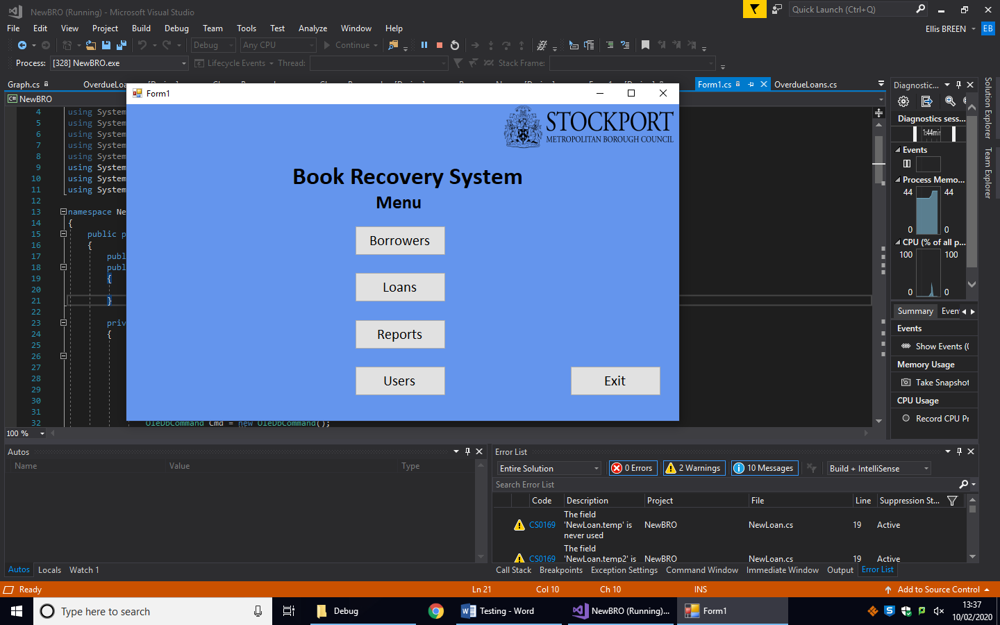 NewBRO (Running) - Microsoft Visual Studio
Quick Launch (Ctrl+Q)
File Edit View Project Build Debug Team Tools Test Analyze Window Help
Ellis BREEN EB
Debug Any CPU Continue
Process: [328] NewBRO.exe Lifecycle Events Thread: Stack Frame:
Graph.cs Form1.cs OverdueLoans.cs
NewBRO
Form1
STOCKPORT
METROPOLITAN BOROUGH COUNCIL
Book Recovery System
Menu
Borrowers
Loans
Reports
Users Exit
4 using System
5 using System
6 using System
7 using System
8 using System
9 using System
10 using System
11 using System
12
13 namespace Ne
14 {
15 public p
16 {
17 publ
18 publ
19 {
20
21 }
22
23 priv
24 {
25
26
27
28
29
30
31
32 OleDbCommand Cmd = new OleDbCommand();
100 %
Diagnostic...
Diagnostics sess...
1:44min
Events
Process Memo...
44 44
0 0
CPU (% of all p...
100 100
0 0
Summary Even
Events
Show Events (0
Memory Usage
Take Snapshot
CPU Usage
Record CPU Pr
Solution Explorer
Team Explorer
Autos
Name Value Type
Autos Locals Watch 1
Error List
Entire Solution 0 Errors 2 Warnings 10 Messages Build + IntelliSense
Search Error List
Code Description Project File Line Suppression St...
CS0169 The field 'NewLoan.temp' is never used NewBRO NewLoan.cs 19 Active
CS0169 The field 'NewLoan.temp2' is NewBRO NewLoan.cs 19 Active
Call Stack Breakpoints Exception Settings Command Window Immediate Window Output Error List
Ready Ln 21 Col 10 Ch 10 INS Add to Source Control
Type here to search Debug Testing - Word NewBRO (Running)... Form1
13:37
10/02/2020